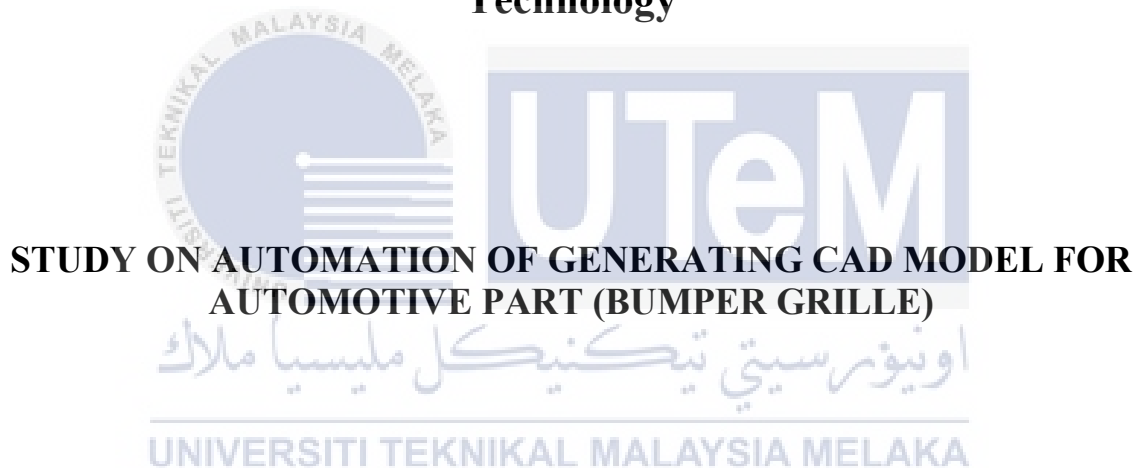 Technology
UNIVERSITI TEKNIKAL MALAYSIA MELAKA
UTeM
STUDY ON AUTOMATION OF GENERATING CAD MODEL FOR
AUTOMOTIVE PART (BUMPER GRILLE)
اونيۏرسيتي تيكنيكل مليسيا ملاك
UNIVERSITI TEKNIKAL MALAYSIA MELAKA